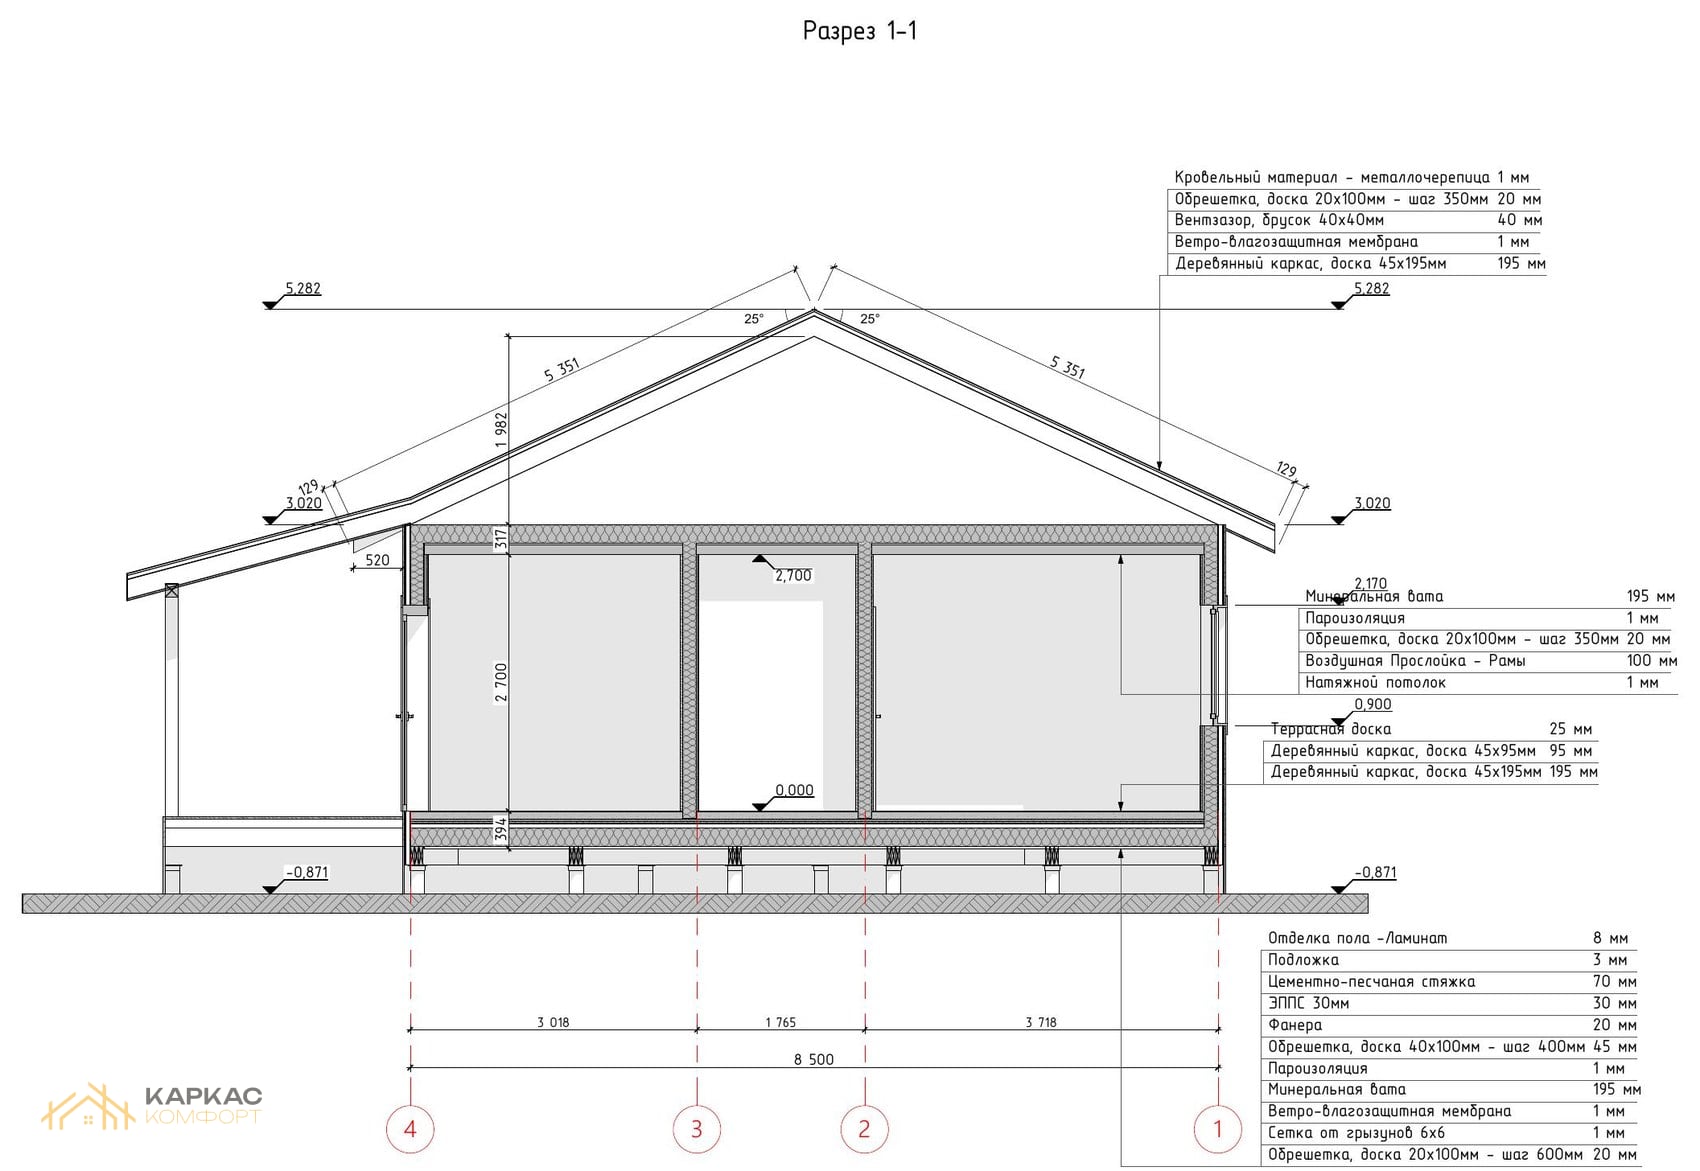 Разрез 1-1
Кровельный материал - металлочерепица 1 мм
Обрешетка, доска 20х100мм - шаг 350мм 20 мм
Вентзазор, брусок 40х40мм 40 мм
Ветро-влагозащитная мембрана 1 мм
Деревянный каркас, доска 45х195мм 195 мм
5,282
5,282
25°
25°
5 351
5 351
1 982
129
129
3,020
3,020
317
520
2,700
2,170
Минеральная вата 195 мм
Пароизоляция 1 мм
Обрешетка, доска 20х100мм - шаг 350мм 20 мм
Воздушная Прослойка - Рамы 100 мм
Натяжной потолок 1 мм
2 700
0,900
Террасная доска 25 мм
Деревянный каркас, доска 45х95мм 95 мм
Деревянный каркас, доска 45х195мм 195 мм
0,000
394
-0,871
-0,871
Отделка пола -Ламинат 8 мм
Подложка 3 мм
Цементно-песчаная стяжка 70 мм
ЭППС 30мм 30 мм
Фанера 20 мм
Обрешетка, доска 40х100мм - шаг 400мм 45 мм
Пароизоляция 1 мм
Минеральная вата 195 мм
Ветро-влагозащитная мембрана 1 мм
Сетка от грызунов 6х6 1 мм
Обрешетка, доска 20х100мм - шаг 600мм 20 мм
3 018
1 765
3 718
8 500
КАРКАС
КОМФОРТ
4
3
2
1